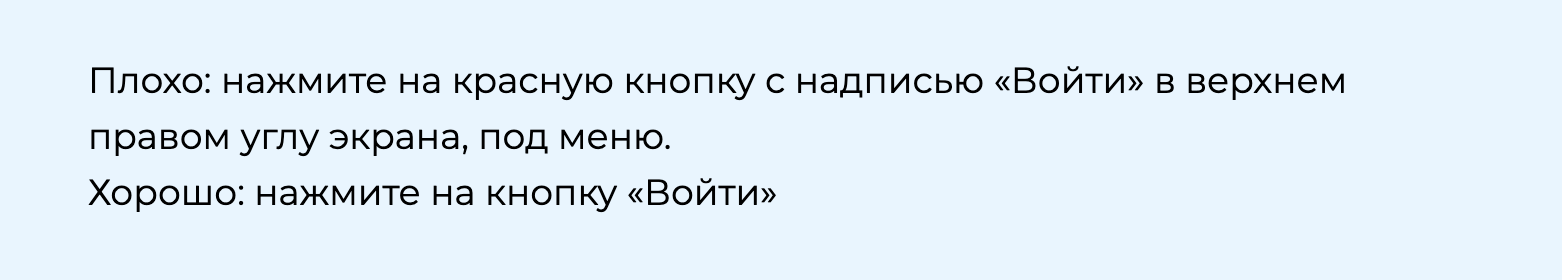 Плохо: нажмите на красную кнопку с надписью «Войти» в верхнем
правом углу экрана, под меню.
Хорошо: нажмите на кнопку «Войти»